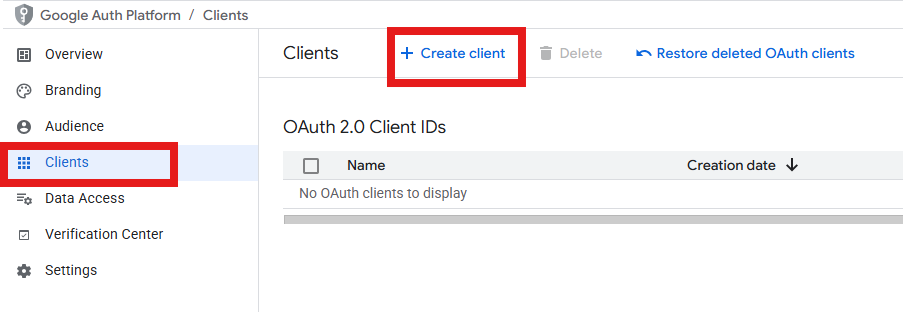 Google Auth Platform / Clients
Overview
Branding
Audience
Clients
Data Access
Verification Center
Settings
Clients + Create client Delete Restore deleted OAuth clients
OAuth 2.0 Client IDs
Name Creation date ↓
No OAuth clients to display